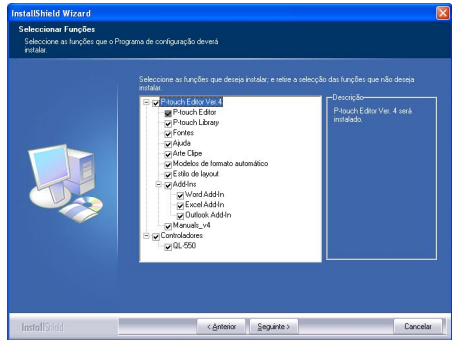 InstallShield Wizard
Seleccionar Funções
Seleccione as funções que o Programa de configuração deverá
instalar.
Seleccione as funções que deseja instalar; e retire a selecção das funções que não deseja
instalar.
P-touch Editor Ver.4
P-touch Editor
P-touch Library
Fontes
Ajuda
Arte Clipe
Modelos de formato automático
Estilo de layout
Add-Ins
Word Add-In
Excel Add-In
Outlook Add-In
Manuals_v4
Controladores
QL-550
Descrição
P-touch Editor Ver. 4 será
instalado.
InstallShield
< Anterior
Seguinte >
Cancelar